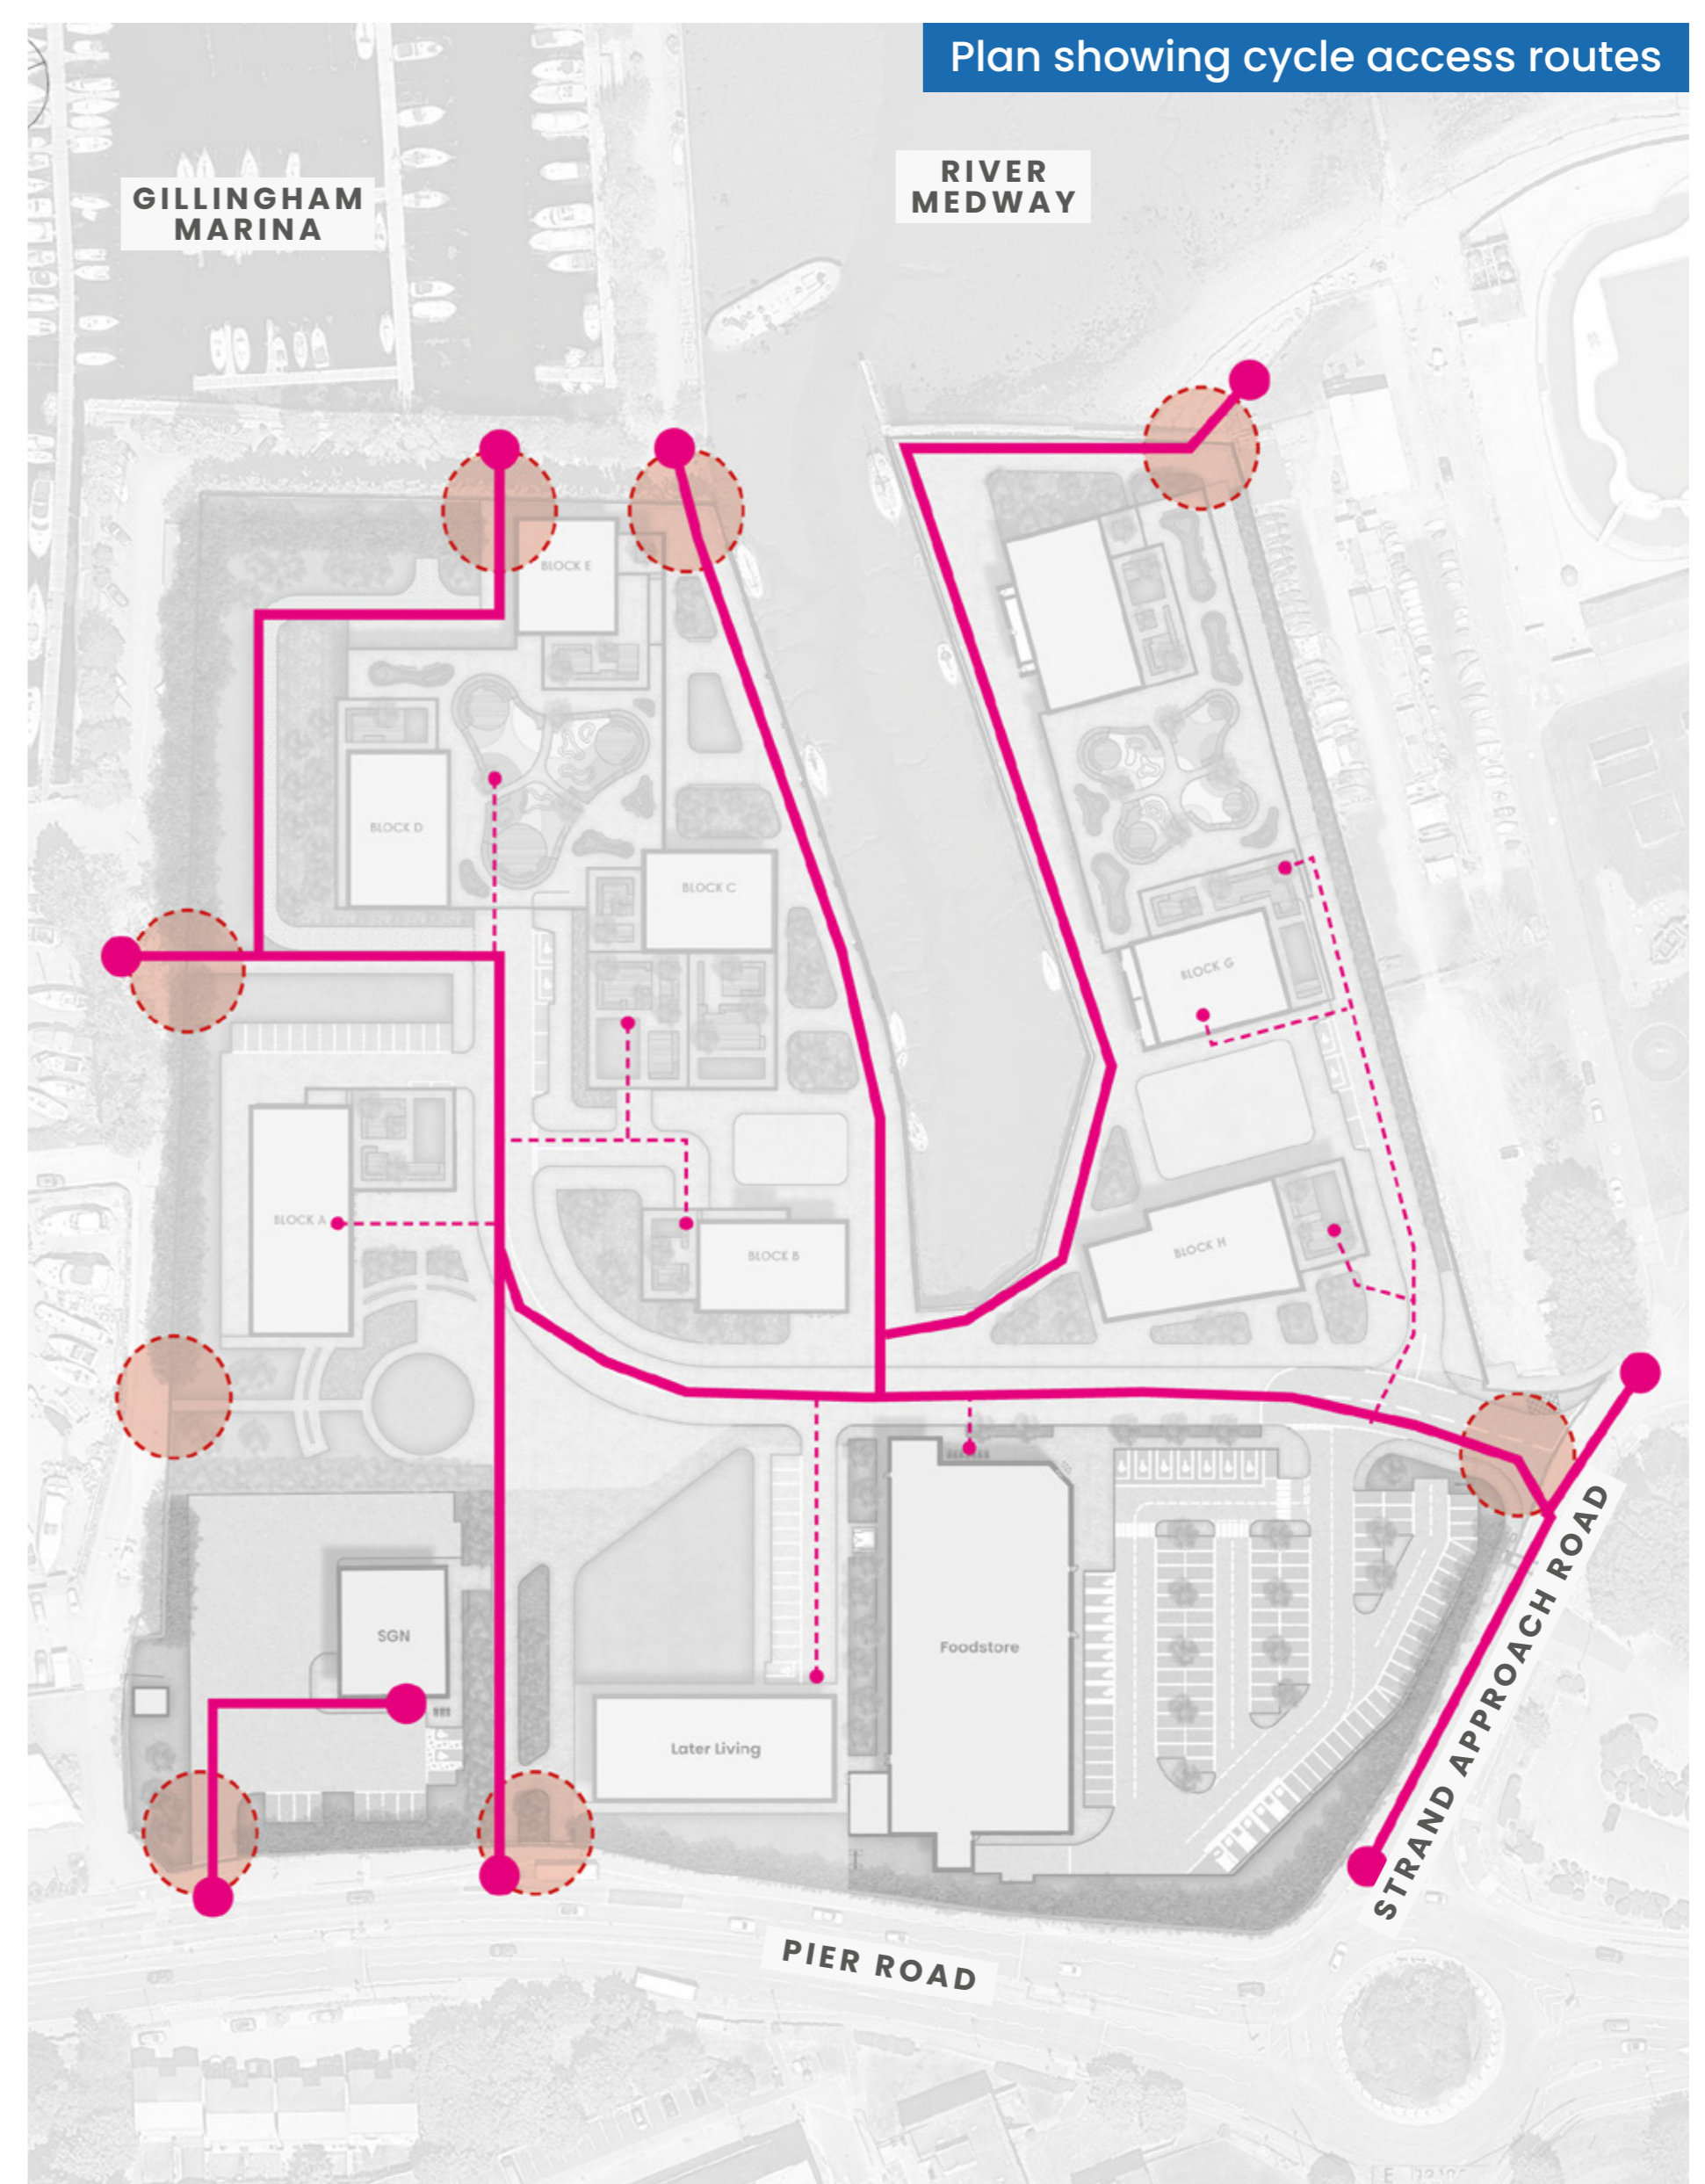 Plan showing cycle access routes
RIVER
MEDWAY
GILLINGHAM
MARINA
BLOCK E
BLOCK D
BLOCK C
BLOCK G
BLOCK A
BLOCK B
BLOCK H
SGN
Foodstore
Later Living
STRAND APPROACH ROAD
PIER ROAD